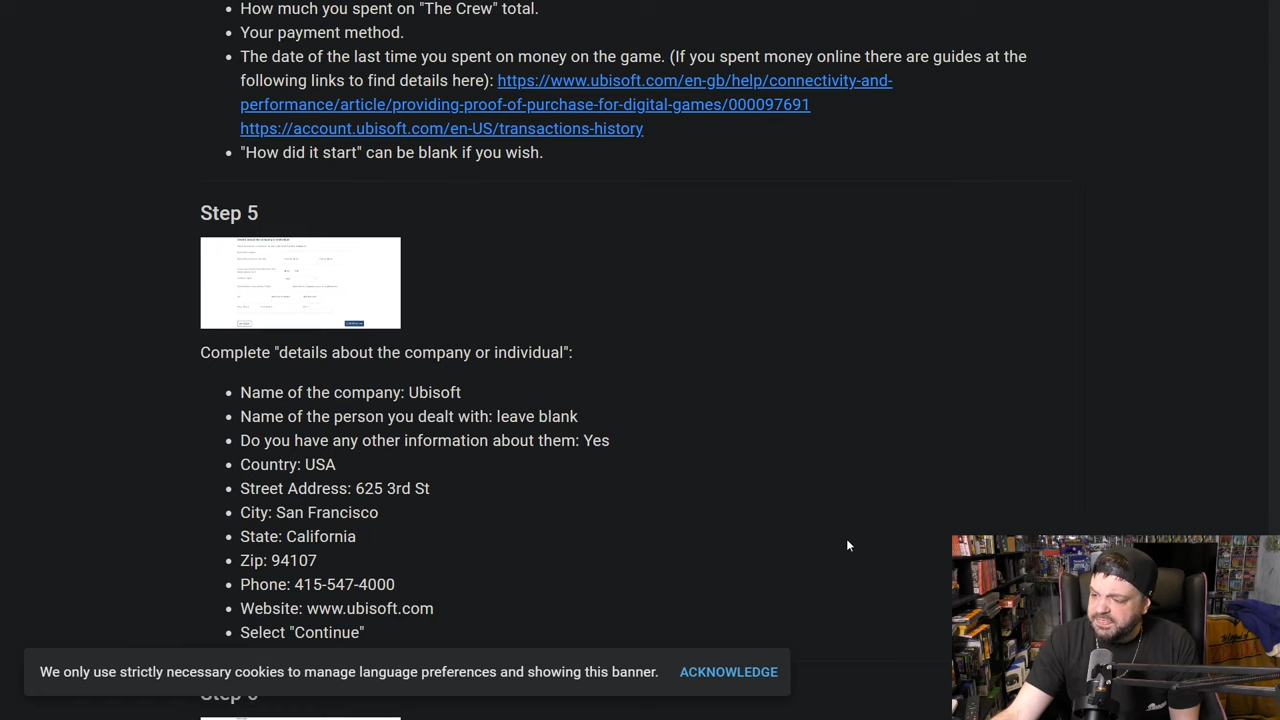 How much you spent on "The Crew" total.
Your payment method.
The date of the last time you spent on money on the game. (If you spent money online there are guides at the
following links to find details here): https://www.ubisoft.com/en-gb/help/connectivity-and-
performance/article/providing-proof-of-purchase-for-digital-games/000097691
https://account.ubisoft.com/en-US/transactions-history
"How did it start" can be blank if you wish.
Step 5
Complete "details about the company or individual":
Name of the company: Ubisoft
Name of the person you dealt with: leave blank
Do you have any other information about them: Yes
Country: USA
Street Address: 625 3rd St
City: San Francisco
State: California
Zip: 94107
Phone: 415-547-4000
Website: www.ubisoft.com
Select "Continue"
We only use strictly necessary cookies to manage language preferences and showing this banner. ACKNOWLEDGE